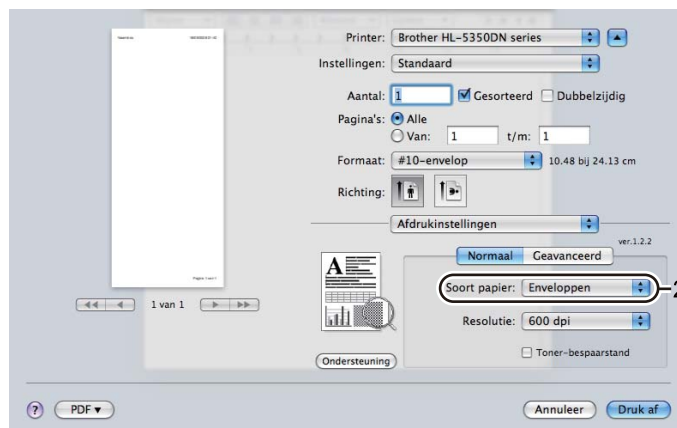 Printer: Brother HL-5350DN series
Instellingen: Standaard
Aantal: 1 Gesorteerd Dubbelzijdig
Pagina's: Alle
Van: 1 t/m: 1
Formaat: #10-envelop 10.48 bij 24.13 cm
Richting:
Afdrukinstellingen
ver.1.2.2
Normaal Geavanceerd
Soort papier: Enveloppen
2
Resolutie: 600 dpi
Toner-bespaarstand
Ondersteuning
1 van 1
? PDF Annuleer Druk af